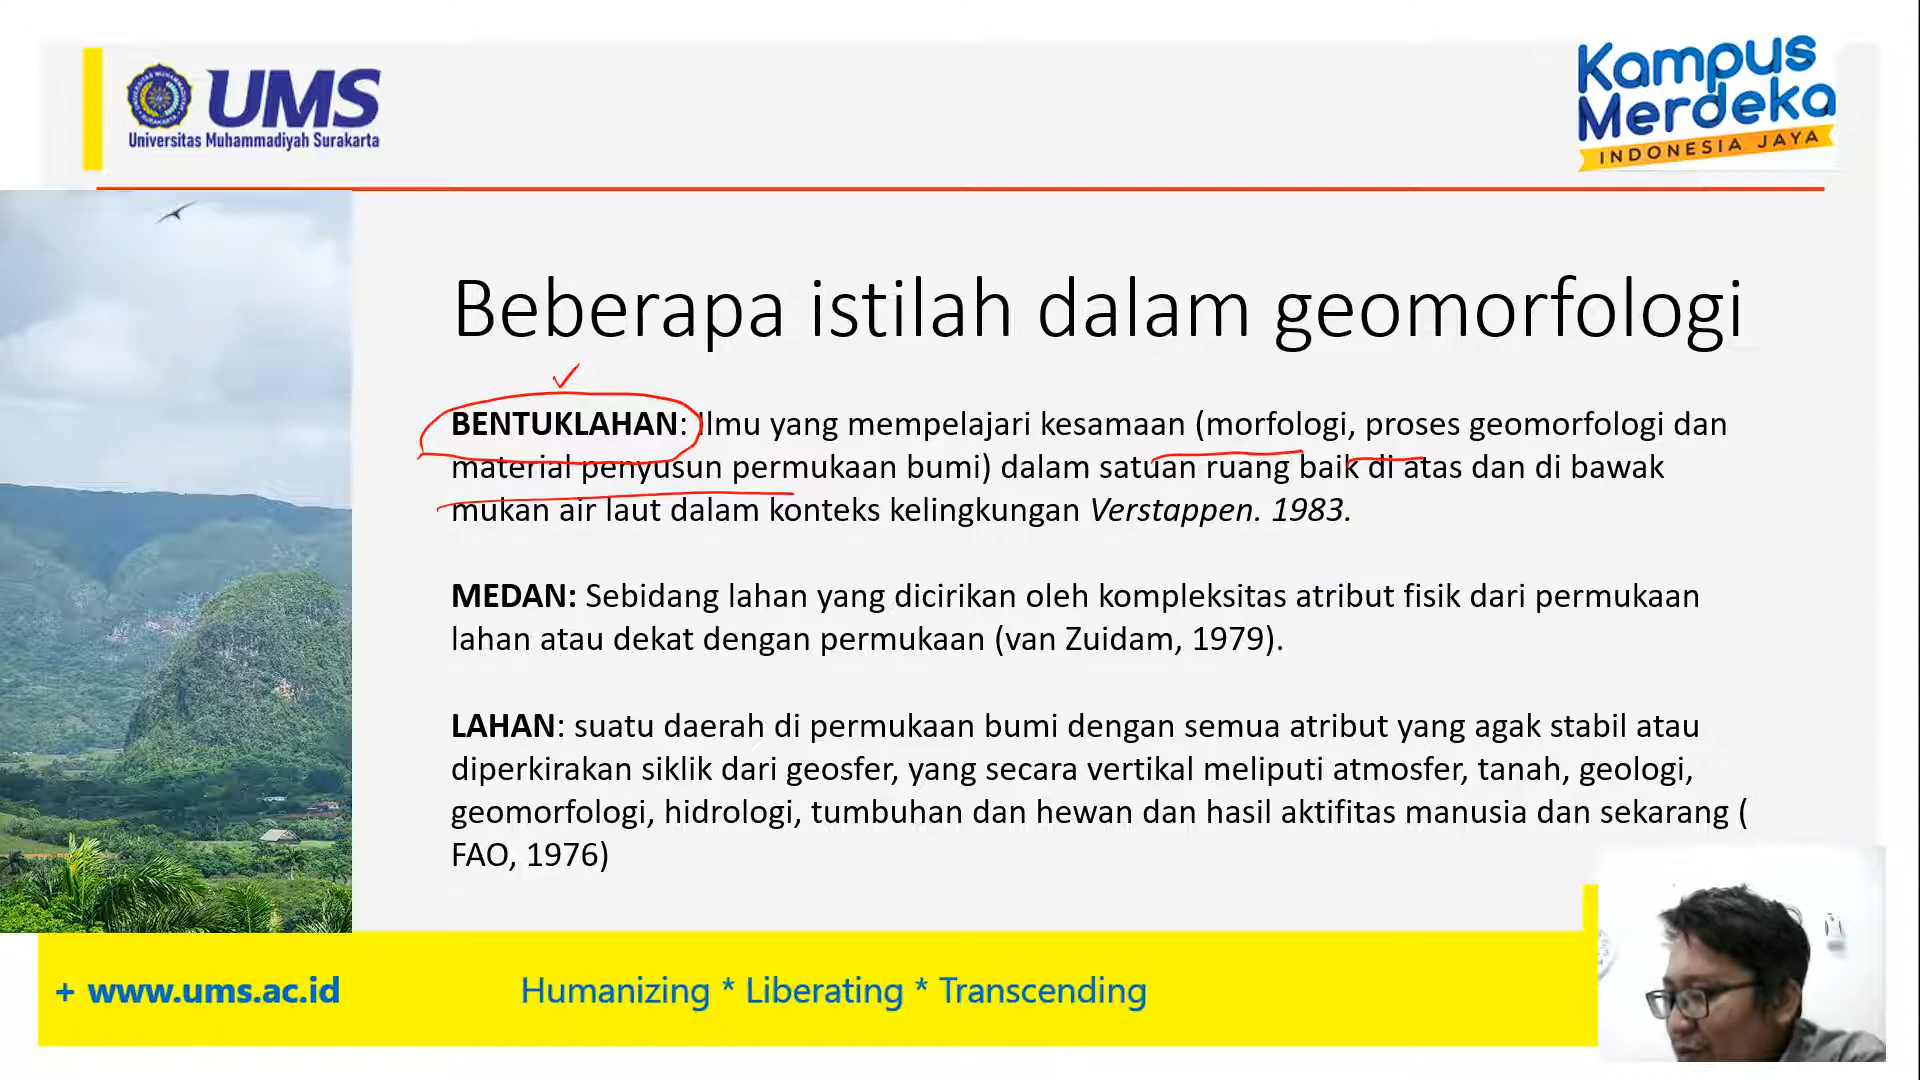 UMS
Universitas Muhammadiyah Surakarta
Kampus
Merdeka
INDONESIA JAYA
Beberapa istilah dalam geomorfologi
BENTUKLAHAN: Ilmu yang mempelajari kesamaan (morfologi, proses geomorfologi dan
material penyusun permukaan bumi) dalam satuan ruang baik di atas dan di bawak
mukan air laut dalam konteks kelingkungan Verstappen. 1983.
MEDAN: Sebidang lahan yang dicirikan oleh kompleksitas atribut fisik dari permukaan
lahan atau dekat dengan permukaan (van Zuidam, 1979).
LAHAN: suatu daerah di permukaan bumi dengan semua atribut yang agak stabil atau
diperkirakan siklik dari geosfer, yang secara vertikal meliputi atmosfer, tanah, geologi,
geomorfologi, hidrologi, tumbuhan dan hewan dan hasil aktifitas manusia dan sekarang (
FAO, 1976)
+ www.ums.ac.id
Humanizing * Liberating * Transcending